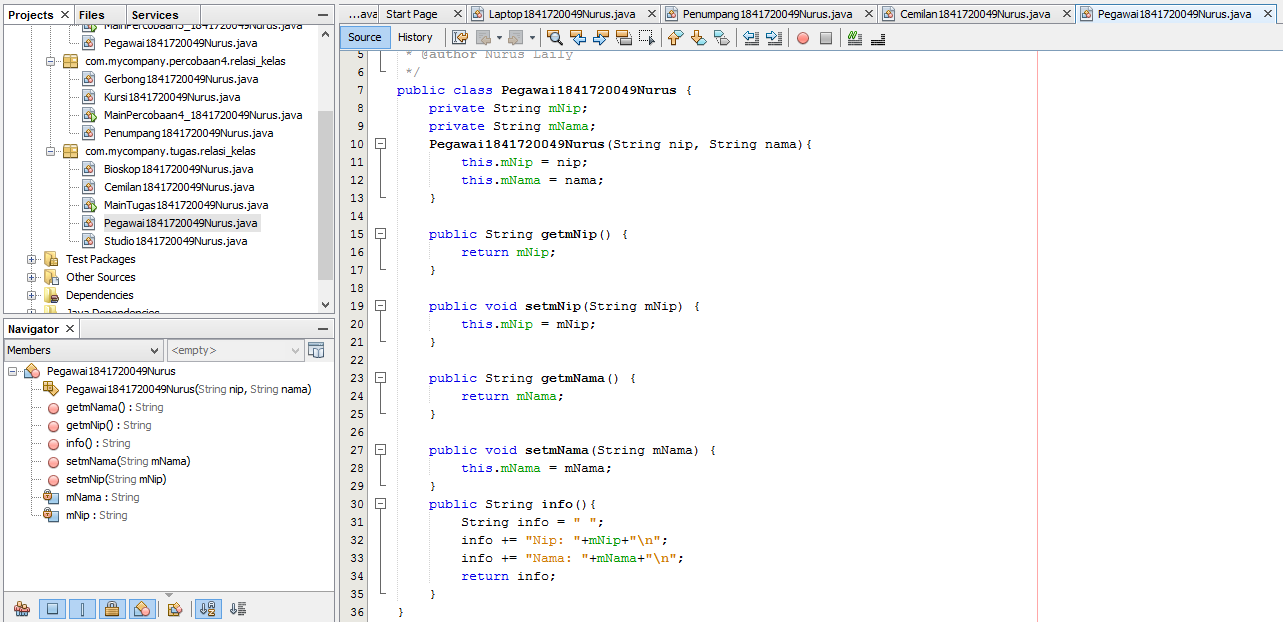 Projects
Files
Services
MainPercobaan3_1841720049Nurus.java
Pegawai1841720049Nurus.java
com.mycompany.percobaan4.relasi_kelas
Gerbong1841720049Nurus.java
Kursi1841720049Nurus.java
MainPercobaan4_1841720049Nurus.java
Penumpang1841720049Nurus.java
com.mycompany.tugas.relasi_kelas
Bioskop1841720049Nurus.java
Cemilan1841720049Nurus.java
MainTugas1841720049Nurus.java
Pegawai1841720049Nurus.java
Studio1841720049Nurus.java
Test Packages
Other Sources
Dependencies
Java Dependencies
Navigator
Members
<empty>
Pegawai1841720049Nurus
Pegawai1841720049Nurus(String nip, String nama)
getmNama() : String
getmNip() : String
info() : String
setmNama(String mNama)
setmNip(String mNip)
mNama : String
mNip : String
...ava
Start Page
Laptop1841720049Nurus.java
Penumpang1841720049Nurus.java
Cemilan1841720049Nurus.java
Pegawai1841720049Nurus.java
Source
History
5 * @author Nurus Laily
6 */
7 public class Pegawai1841720049Nurus {
8 private String mNip;
9 private String mNama;
10 Pegawai1841720049Nurus(String nip, String nama){
11 this.mNip = nip;
12 this.mNama = nama;
13 }
14
15 public String getmNip() {
16 return mNip;
17 }
18
19 public void setmNip(String mNip) {
20 this.mNip = mNip;
21 }
22
23 public String getmNama() {
24 return mNama;
25 }
26
27 public void setmNama(String mNama) {
28 this.mNama = mNama;
29 }
30 public String info(){
31 String info = " ";
32 info += "Nip: "+mNip+"\n";
33 info += "Nama: "+mNama+"\n";
34 return info;
35 }
36 }